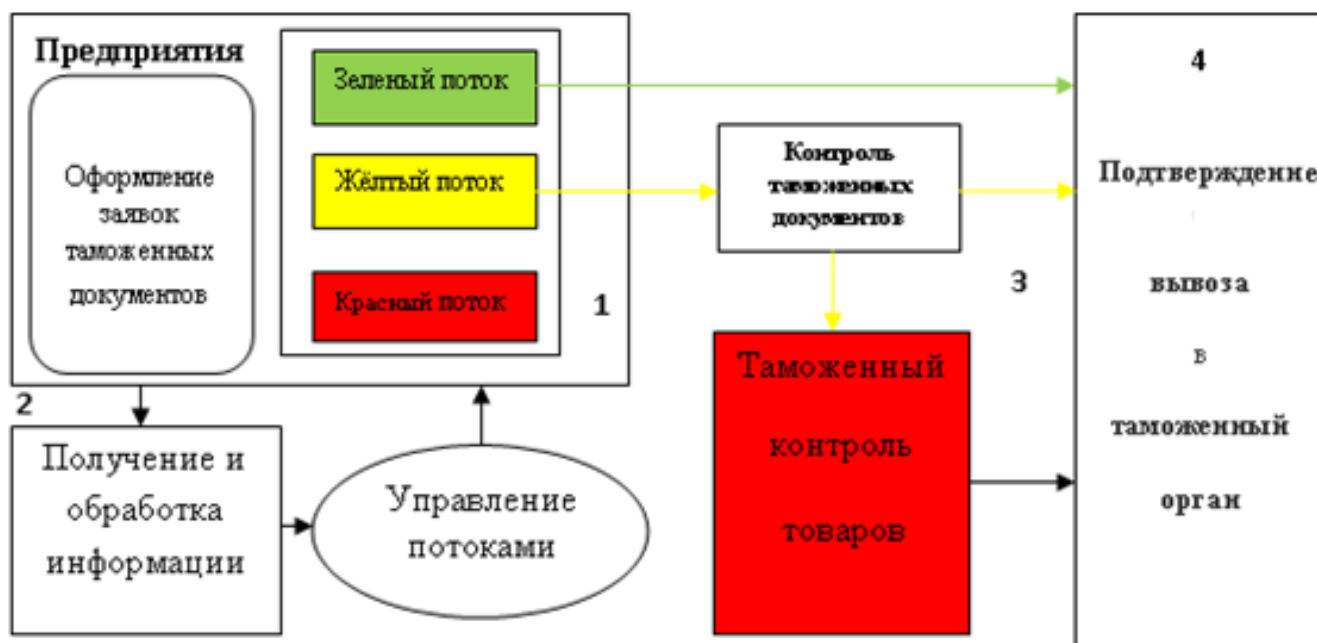 Предприятия
Оформление
заявок
таможенных
документов
Зеленый поток
Жёлтый поток
Красный поток
1
2
Получение и
обработка
информации
Управление
потоками
Контроль
таможенных
документов
3
Таможенный
контроль
товаров
4
Подтверждение
вывоза
в
таможенный
орган